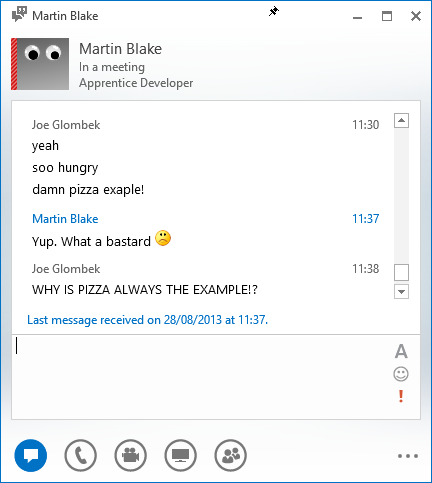 Martin Blake
Martin Blake
In a meeting
Apprentice Developer
Joe Glombek 11:30
yeah
soo hungry
damn pizza exaple!
Martin Blake 11:37
Yup. What a bastard
Joe Glombek 11:38
WHY IS PIZZA ALWAYS THE EXAMPLE!?
Last message received on 28/08/2013 at 11:37.
A
!